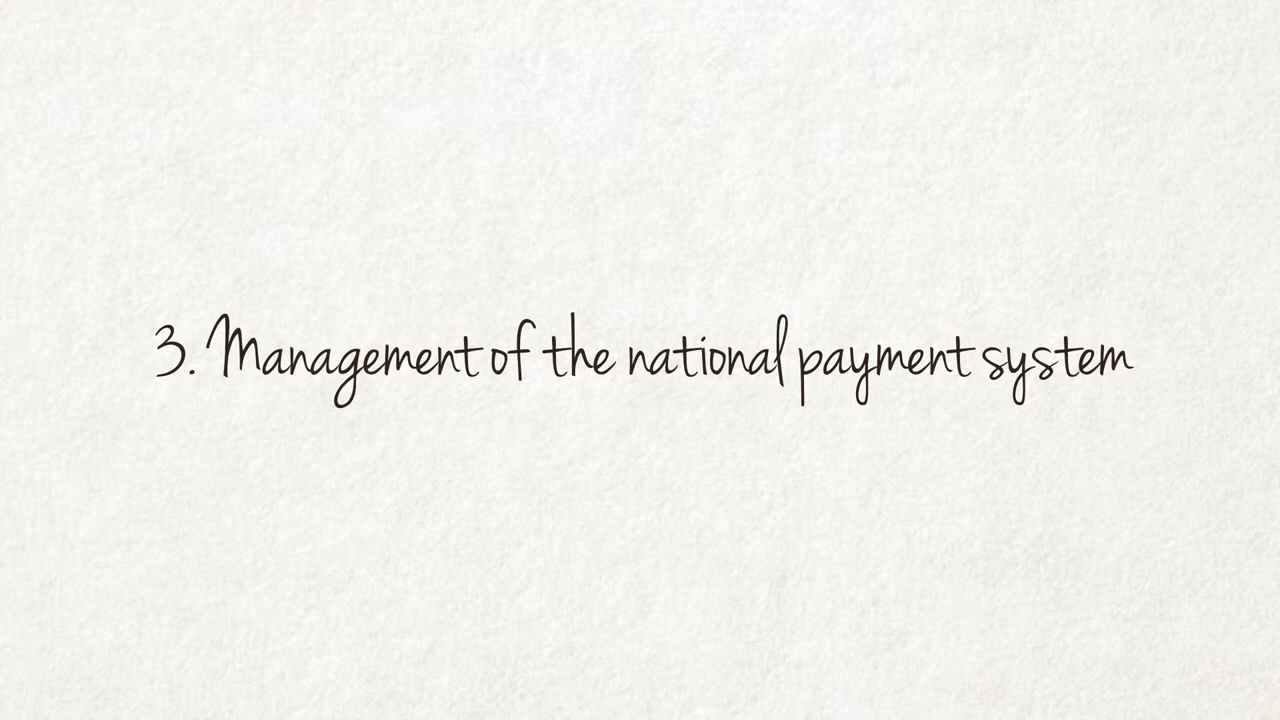 3. Management of the national payment system